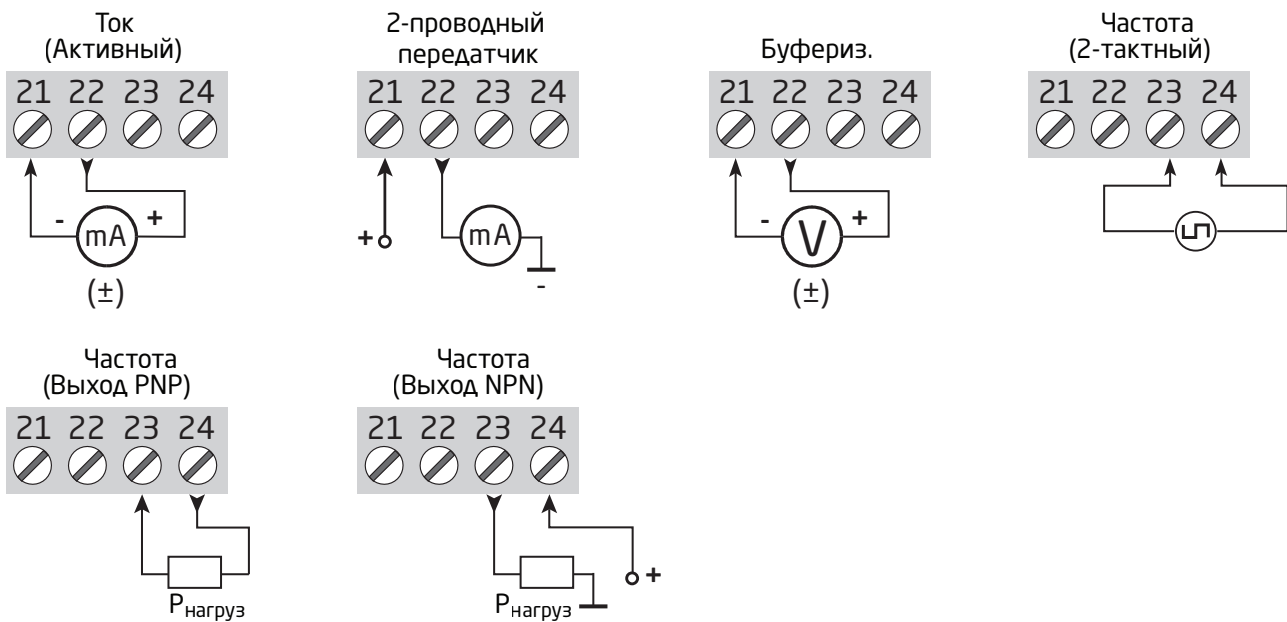 Ток
(Активный)
21 22 23 24
- mA +
(±)
2-проводный
передатчик
21 22 23 24
+ mA
-
Буфериз.
21 22 23 24
- V +
(±)
Частота
(2-тактный)
21 22 23 24
Частота
(Выход PNP)
21 22 23 24
Рнагруз
Частота
(Выход NPN)
21 22 23 24
+
Рнагруз